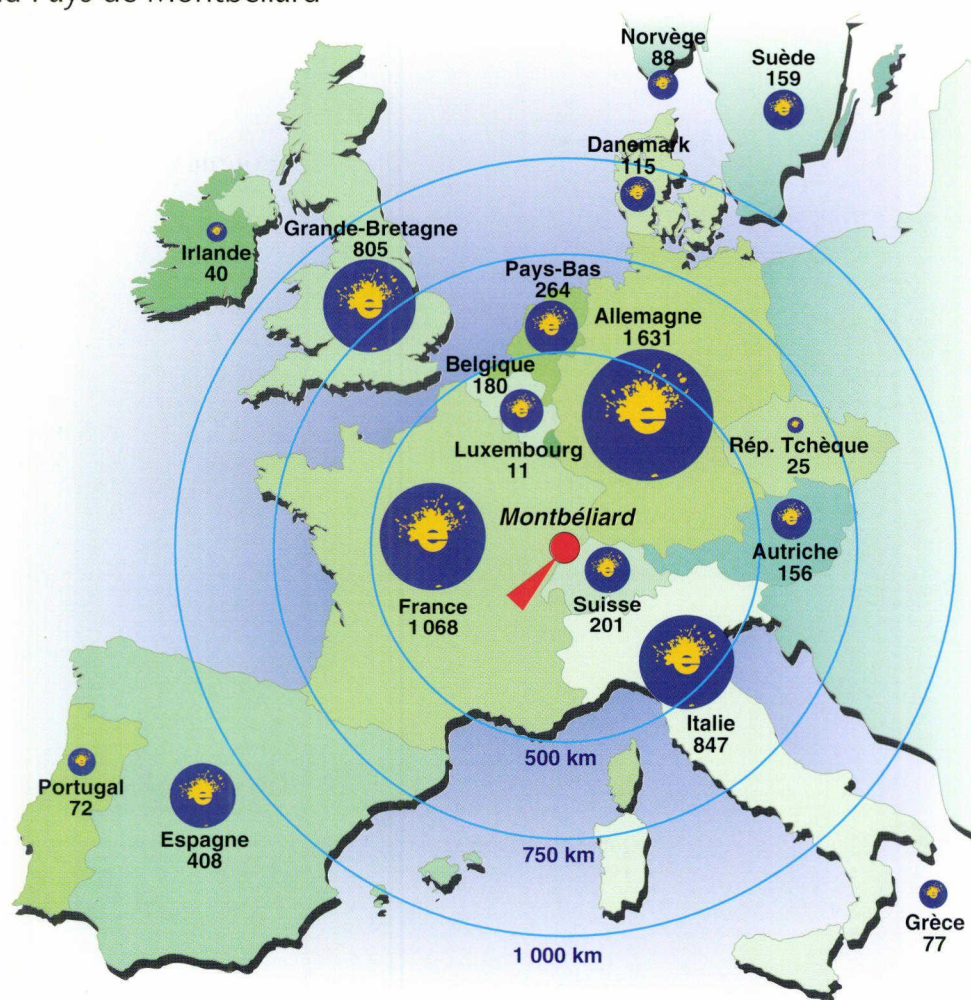 Norvège
88
Suède
159
Danemark
115
Grande-Bretagne
805
Irlande
40
Pays-Bas
264
Allemagne
1 631
Belgique
180
Luxembourg
11
Rép. Tchèque
25
Montbéliard
Autriche
156
France
1 068
Suisse
201
Italie
847
500 km
Portugal
72
Espagne
408
750 km
Grèce
77
1 000 km